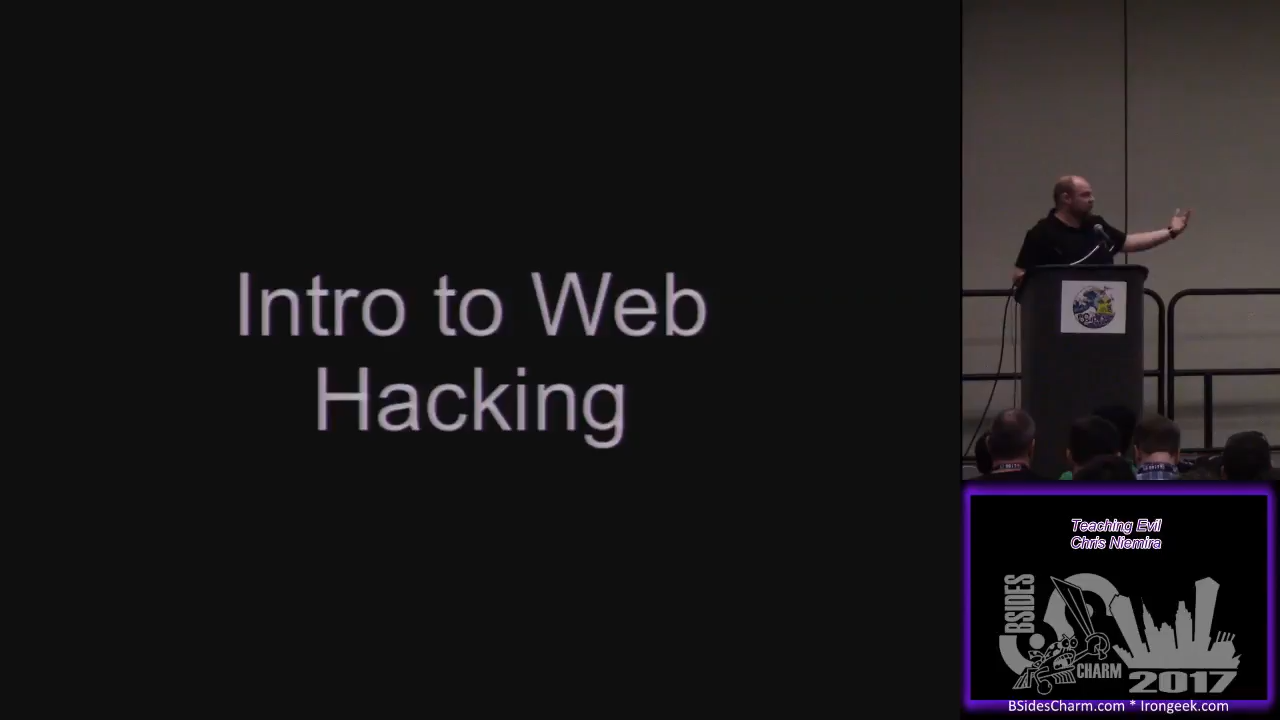 Intro to Web
Hacking
Teaching Evil
Chris Niemira
BSIDES
CHARM
2017
BSidesCharm.com * Irongeek.com